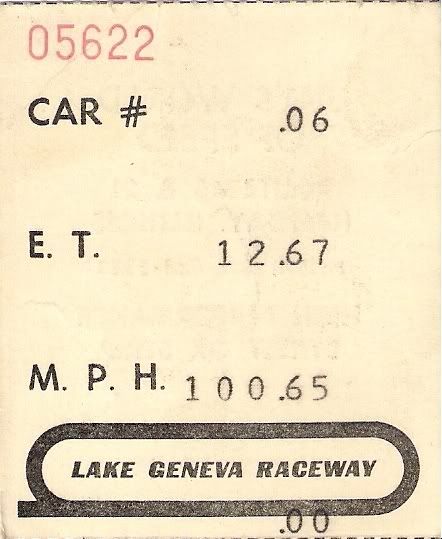 05622
CAR # .06
E. T. 12.67
M. P. H. 100.65
LAKE GENEVA RACEWAY
.00